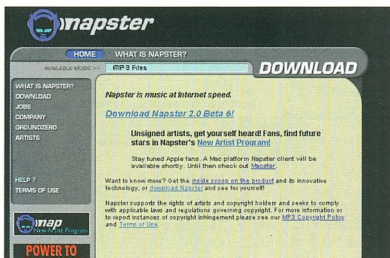 napster
HOME WHAT IS NAPSTER?
AVAILABLE MUSIC >> MP3 Files
DOWNLOAD
WHAT IS NAPSTER?
DOWNLOAD
JOBS
COMPANY
GROUNDZERO
ARTISTS
HELP ?
TERMS OF USE
map
New Artist Program
POWER TO
Napster is music at Internet speed.
Download Napster 2.0 Beta 6!
Unsigned artists, get yourself heard! Fans, find future
stars in Napster's New Artist Program!
Stay tuned Apple fans. A Mac platform Napster client will be
available shortly. Until then check out Macster.
Want to know more? Get the inside scoop on the product and its innovative
technology, or download Napster and see for yourself!
Napster supports the rights of artists and copyright holders and seeks to comply
with applicable laws and regulations governing copyright. For more information or
to report instances of copyright infringement please see our MP3 Copyright Policy
and Terms of Use.